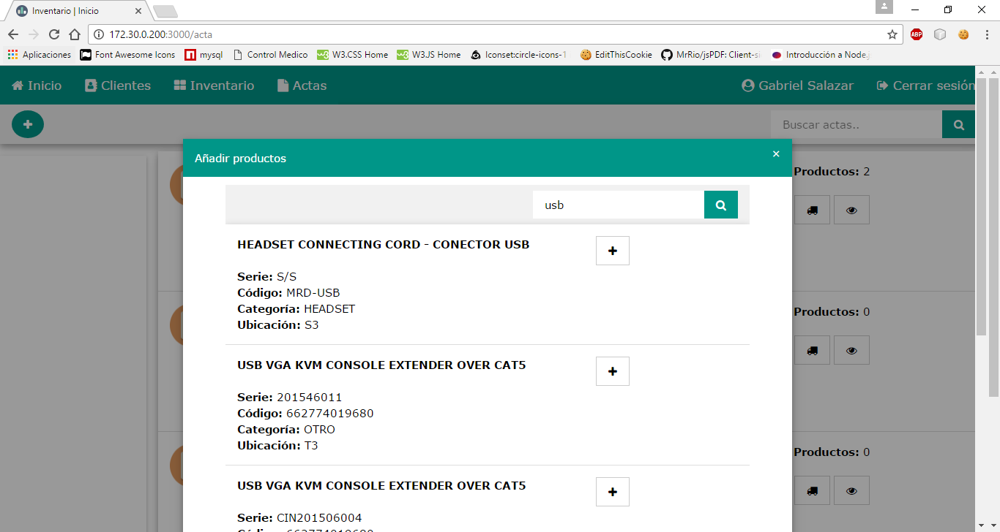 Inventario | Inicio
172.30.0.200:3000/acta
ABP
Aplicaciones
Font Awesome Icons
mysql
Control Medico
W3.CSS Home
W3.JS Home
Iconset:circle-icons-1
EditThisCookie
MrRio/jsPDF: Client-si
Introducción a Node.j
Inicio
Clientes
Inventario
Actas
Gabriel Salazar
Cerrar sesión
Buscar actas..
Añadir productos
×
usb
HEADSET CONNECTING CORD - CONECTOR USB
Serie: S/S
Código: MRD-USB
Categoría: HEADSET
Ubicación: S3
USB VGA KVM CONSOLE EXTENDER OVER CAT5
Serie: 201546011
Código: 662774019680
Categoría: OTRO
Ubicación: T3
USB VGA KVM CONSOLE EXTENDER OVER CAT5
Serie: CIN201506004
Código: 662774019680
Productos: 2
Productos: 0
Productos: 0